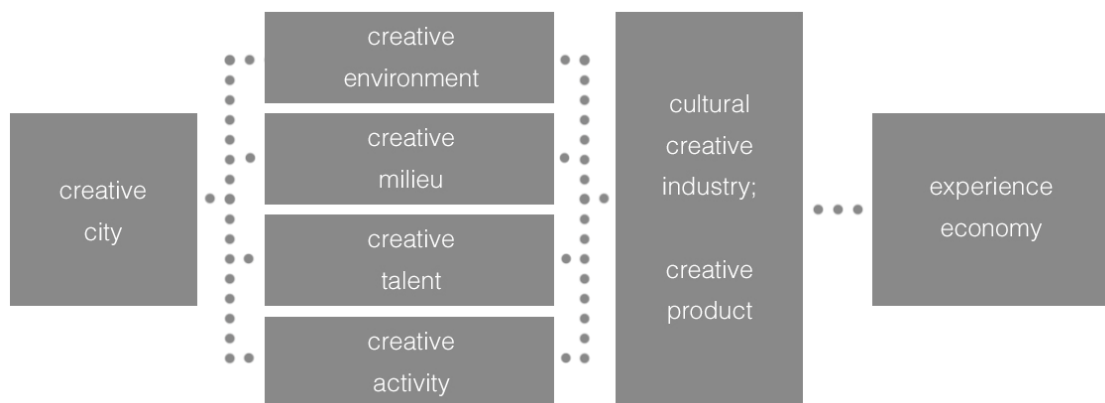 creative
city
creative
environment
creative
milieu
creative
talent
creative
activity
cultural
creative
industry;
creative
product
experience
economy